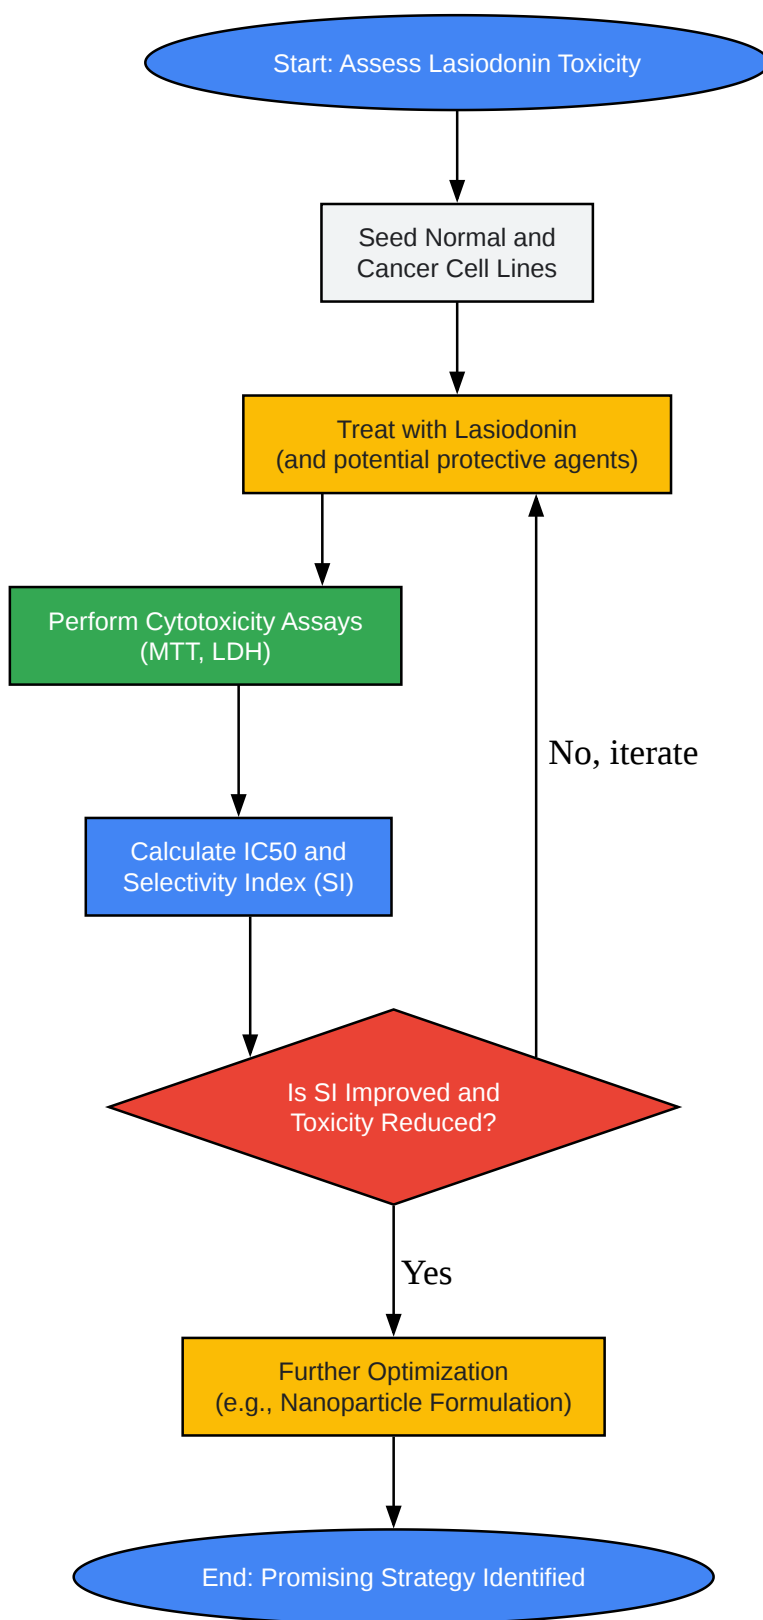 Start: Assess Lasiodonin Toxicity
Seed Normal and
Cancer Cell Lines
Treat with Lasiodonin
(and potential protective agents)
Perform Cytotoxicity Assays
(MTT, LDH)
No, iterate
Calculate IC50 and
Selectivity Index (SI)
Is SI Improved and
Toxicity Reduced?
Yes
Further Optimization
(e.g., Nanoparticle Formulation)
End: Promising Strategy Identified